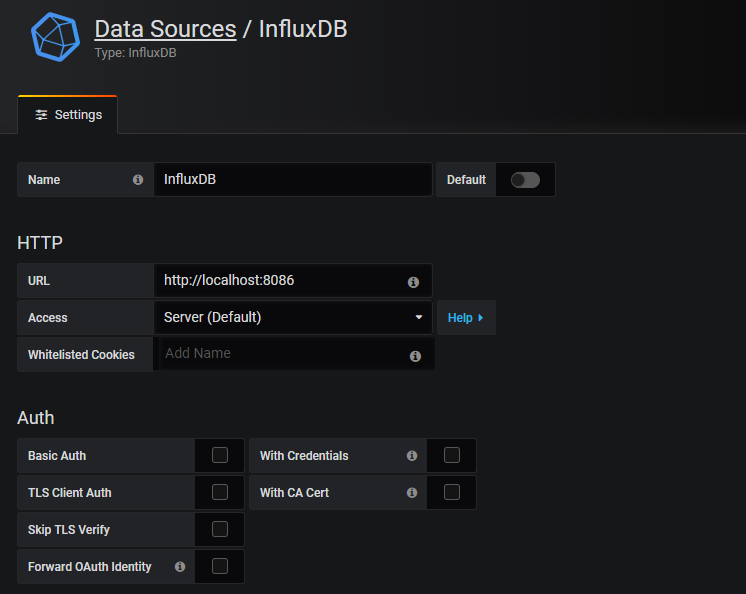 Data Sources / InfluxDB
Type: InfluxDB
Settings
Name InfluxDB Default
HTTP
URL http://localhost:8086
Access Server (Default) Help
Whitelisted Cookies Add Name
Auth
Basic Auth With Credentials
TLS Client Auth With CA Cert
Skip TLS Verify
Forward OAuth Identity